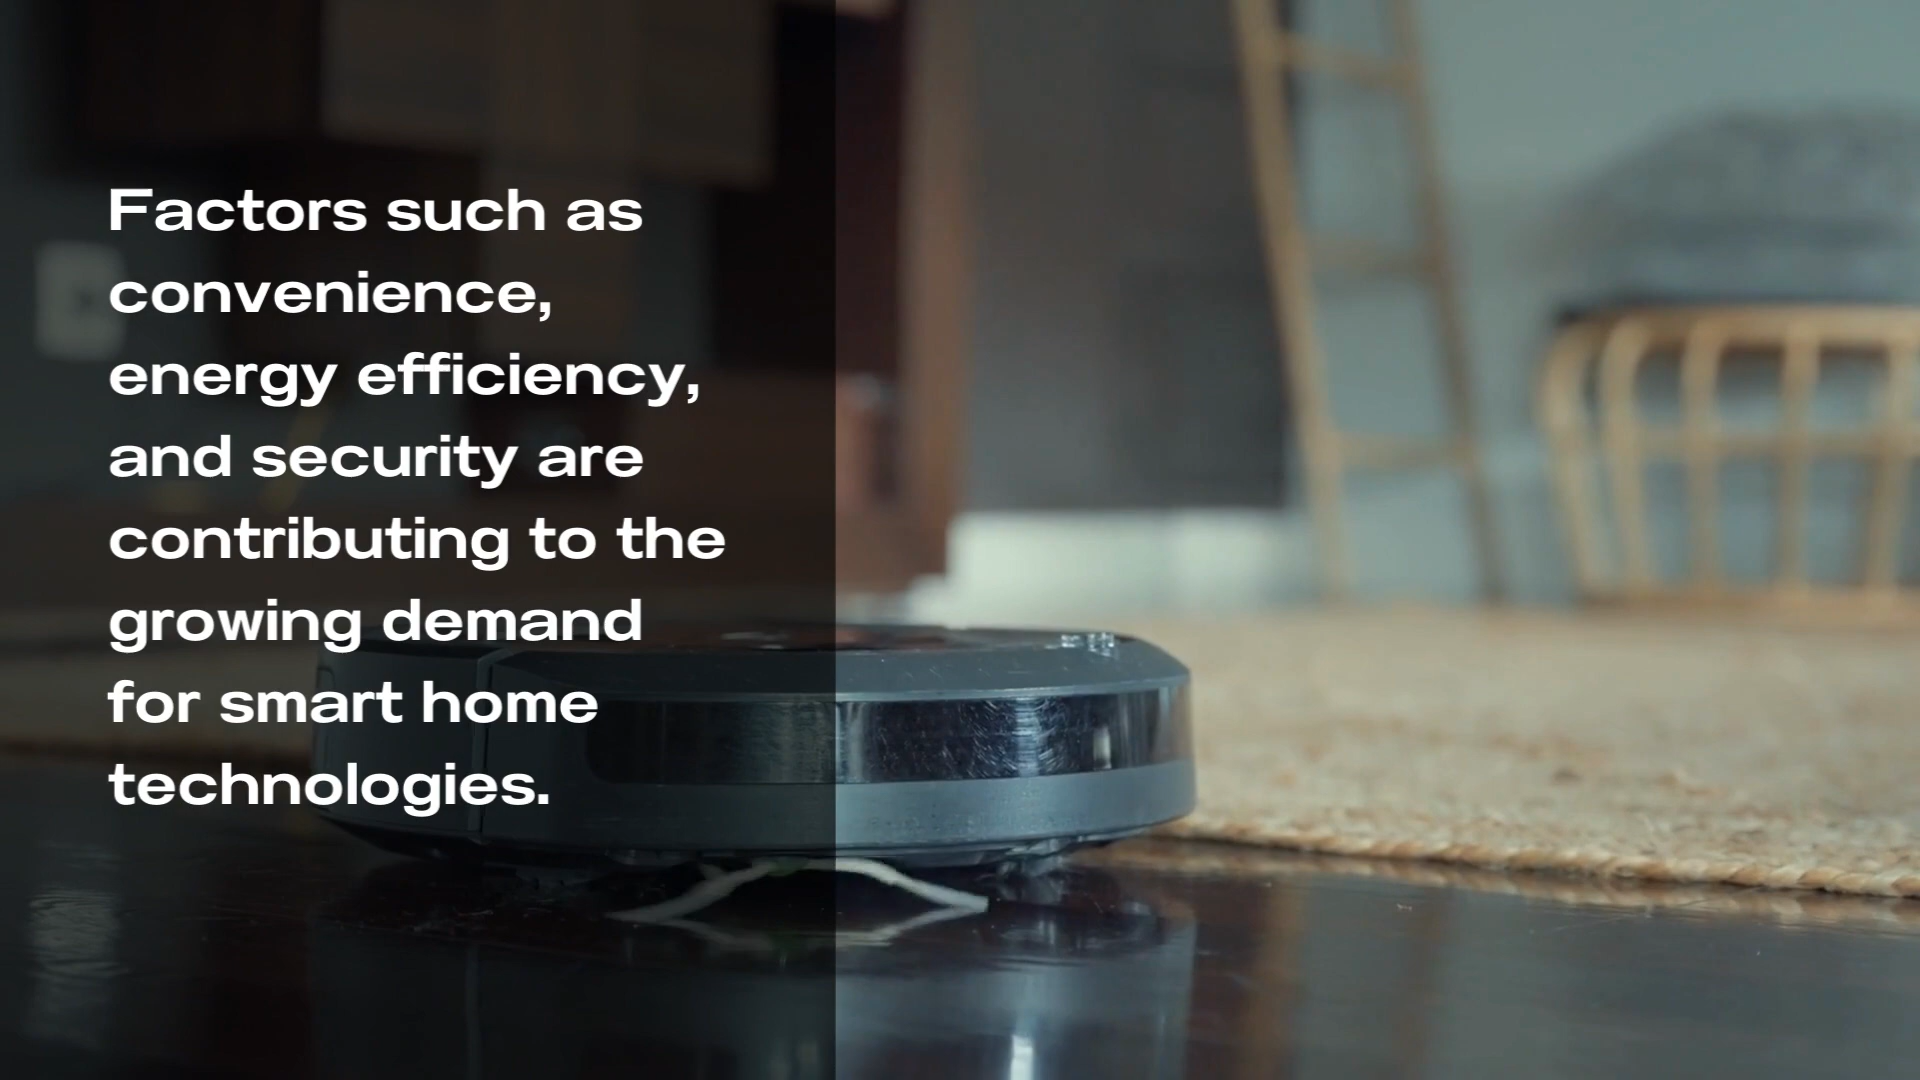 Factors such as
convenience,
energy efficiency,
and security are
contributing to the
growing demand
for smart home
technologies.